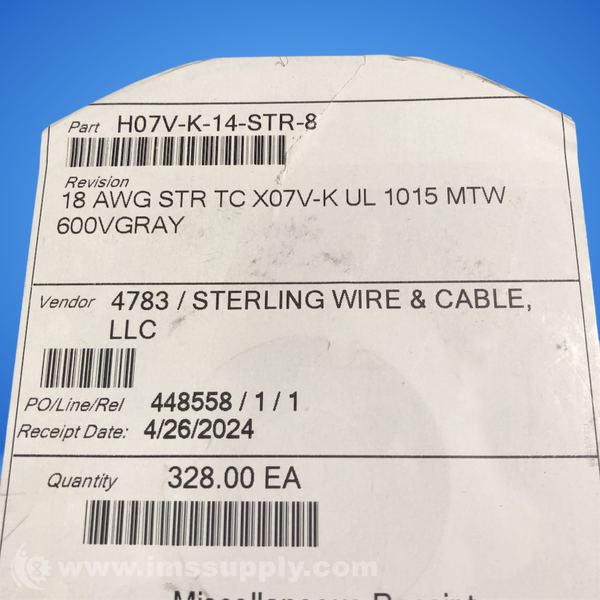 Part H07V-K-14-STR-8
Revision
18 AWG STR TC X07V-K UL 1015 MTW
600VGRAY
Vendor 4783 / STERLING WIRE & CABLE,
LLC
PO/Line/Rel 448558 / 1 / 1
Receipt Date: 4/26/2024
Quantity 328.00 EA
www.imssupply.com
Miscellaneous Receipt